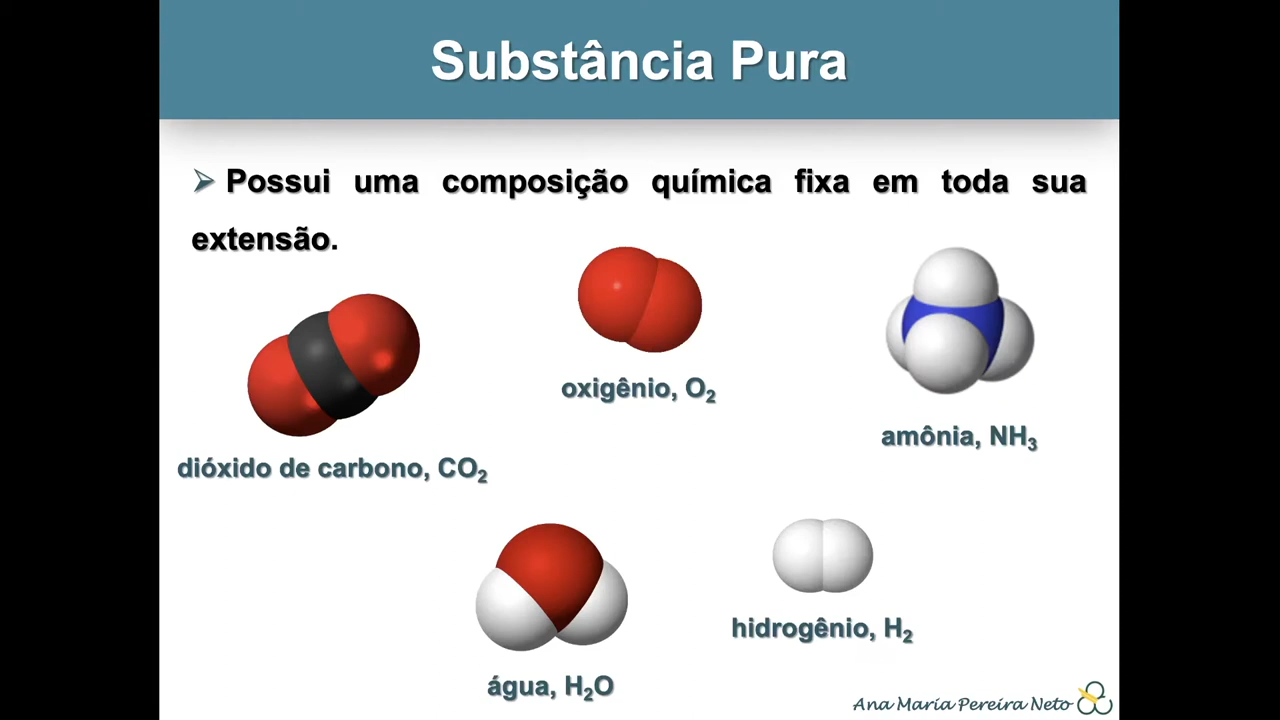 Substância Pura
➢ Possui uma composição química fixa em toda sua
extensão.
oxigênio, O₂
amônia, NH₃
dióxido de carbono, CO₂
hidrogênio, H₂
água, H₂O
Ana Maria Pereira Neto